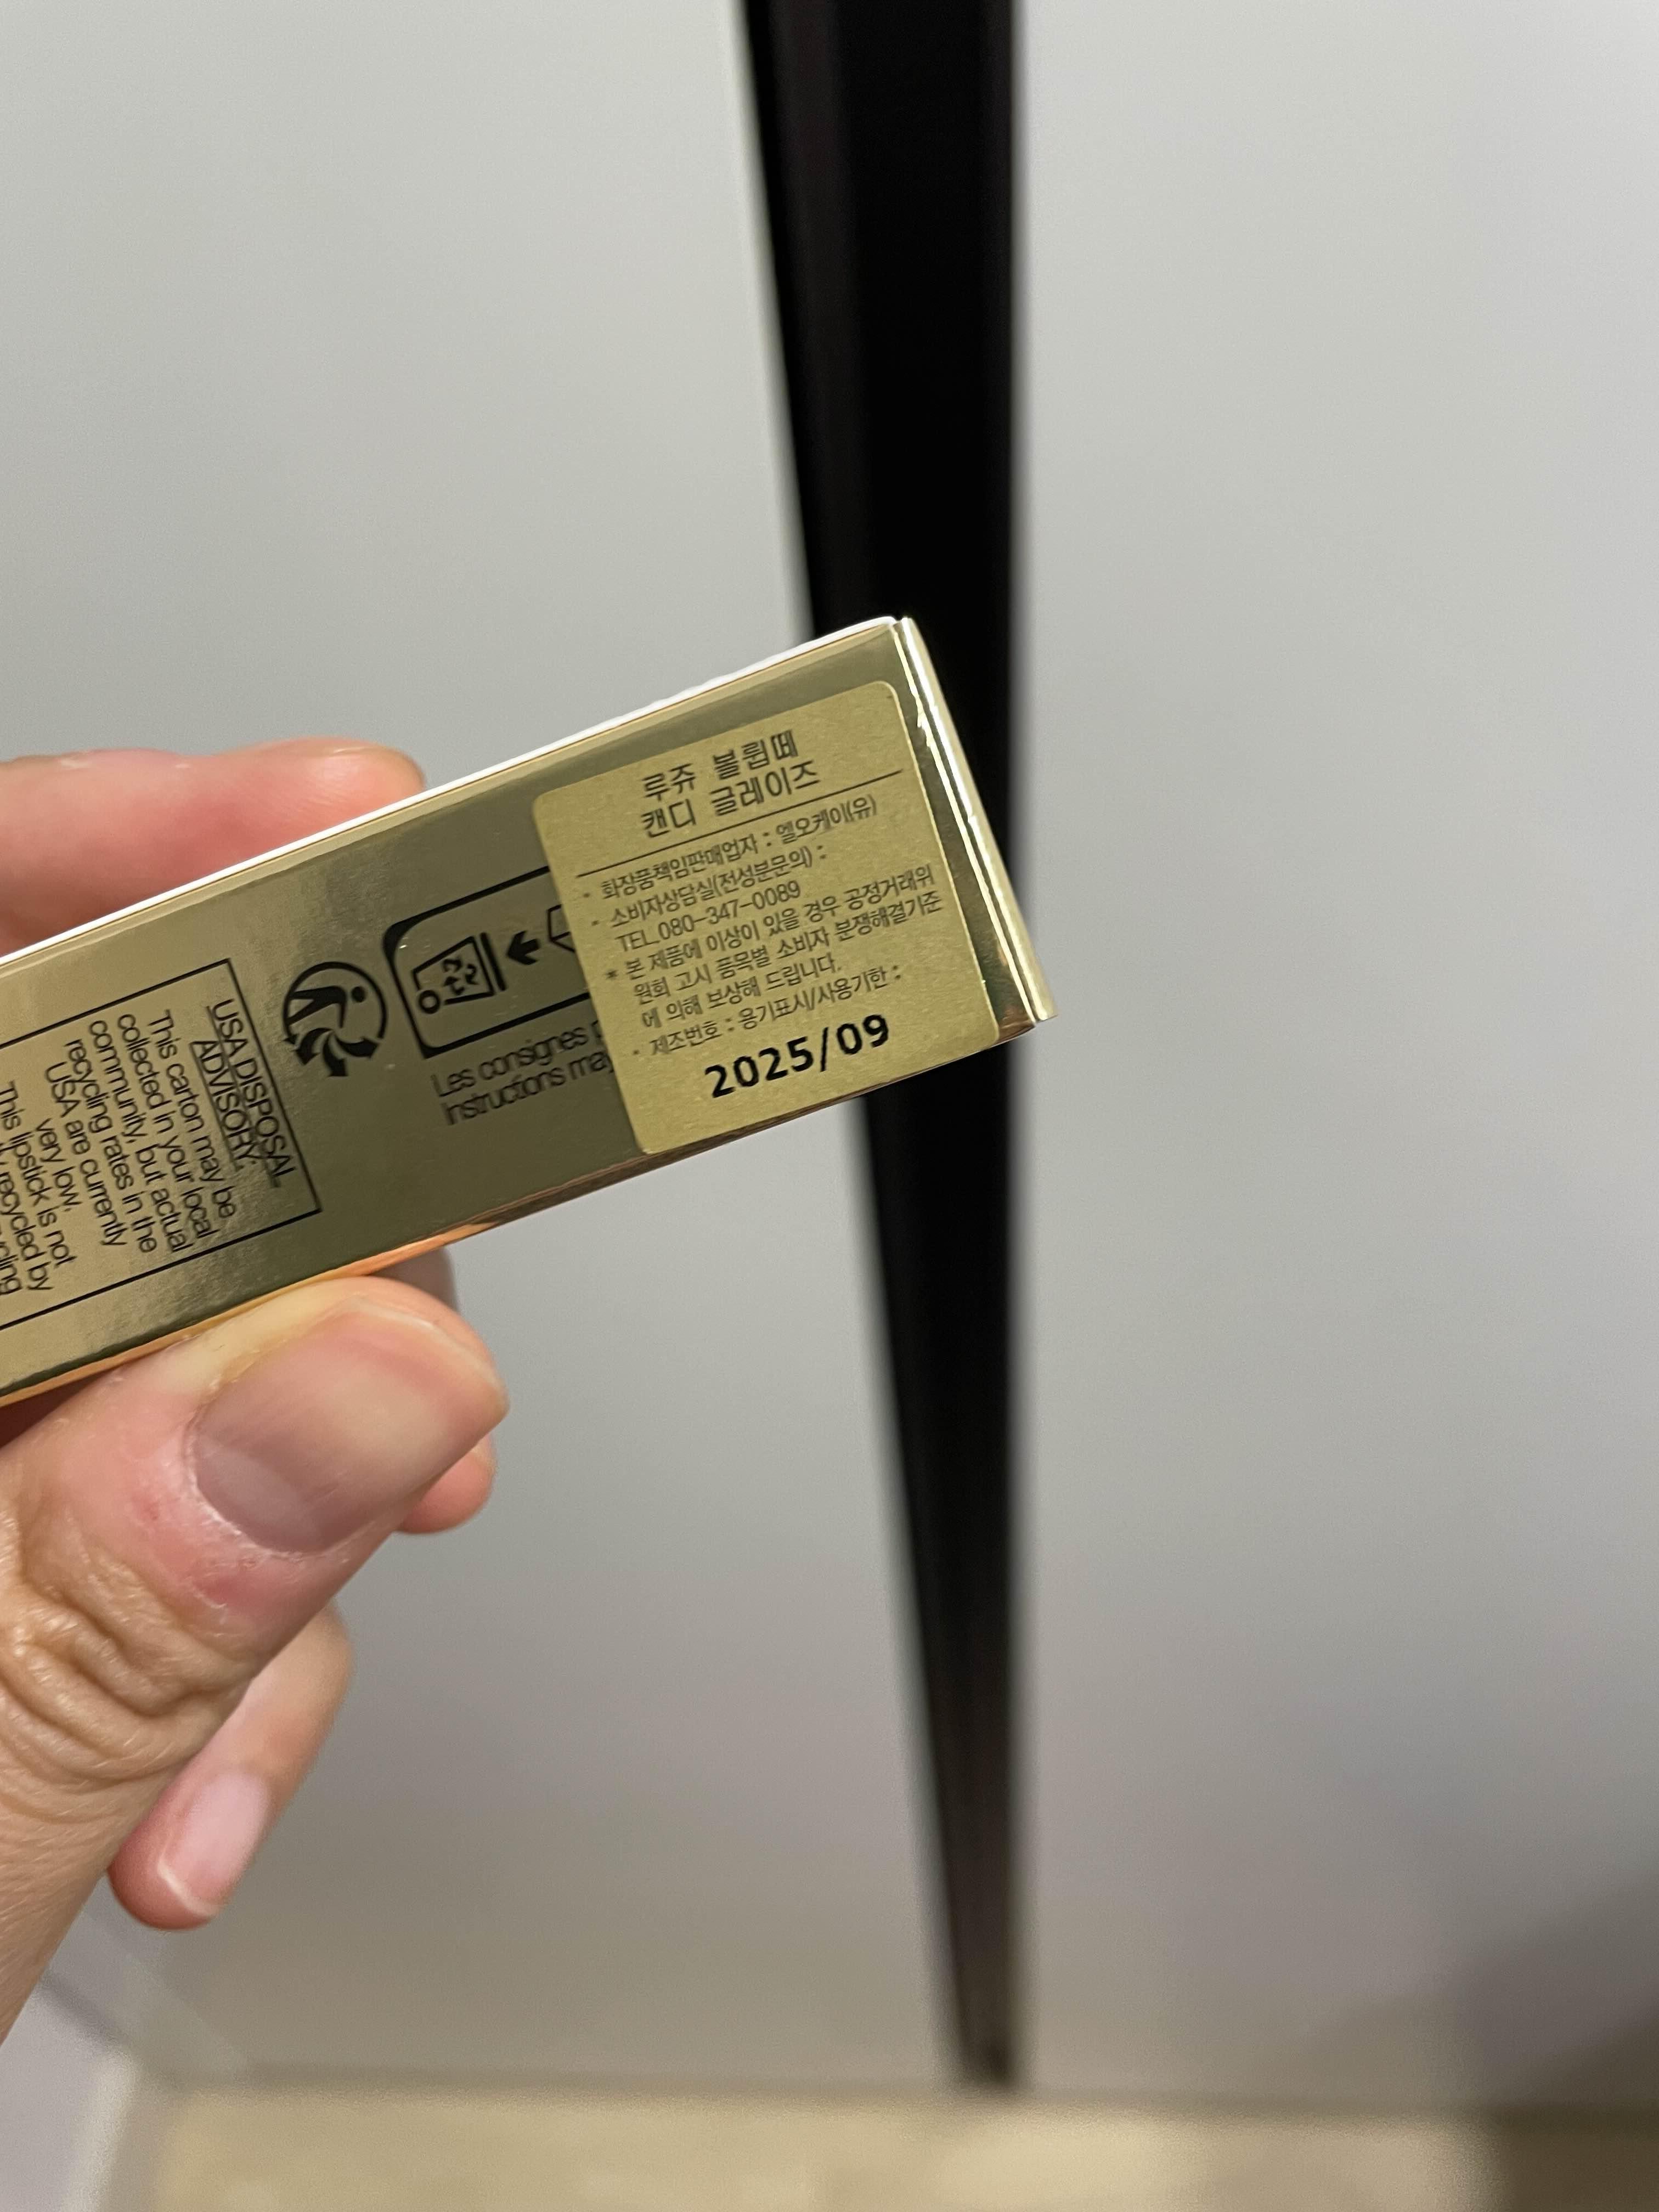 루쥬 볼륍떼
캔디 글레이즈
· 화장품책임판매업자 : 엘오케이(유)
· 소비자상담실(전성분문의) :
TEL.080-347-0089
* 본 제품에 이상이 있을 경우 공정거래위
원회 고시 품목별 소비자 분쟁해결기준
에 의해 보상해 드립니다.
· 제조번호 : 용기표시/사용기한 :
2025/09
Les consignes
Instructions may
USA DISPOSAL
ADVISORY:
This carton may be
collected in your local
community, but actual
recycling rates in the
USA are currently
very low.
This lipstick is not
recycled by